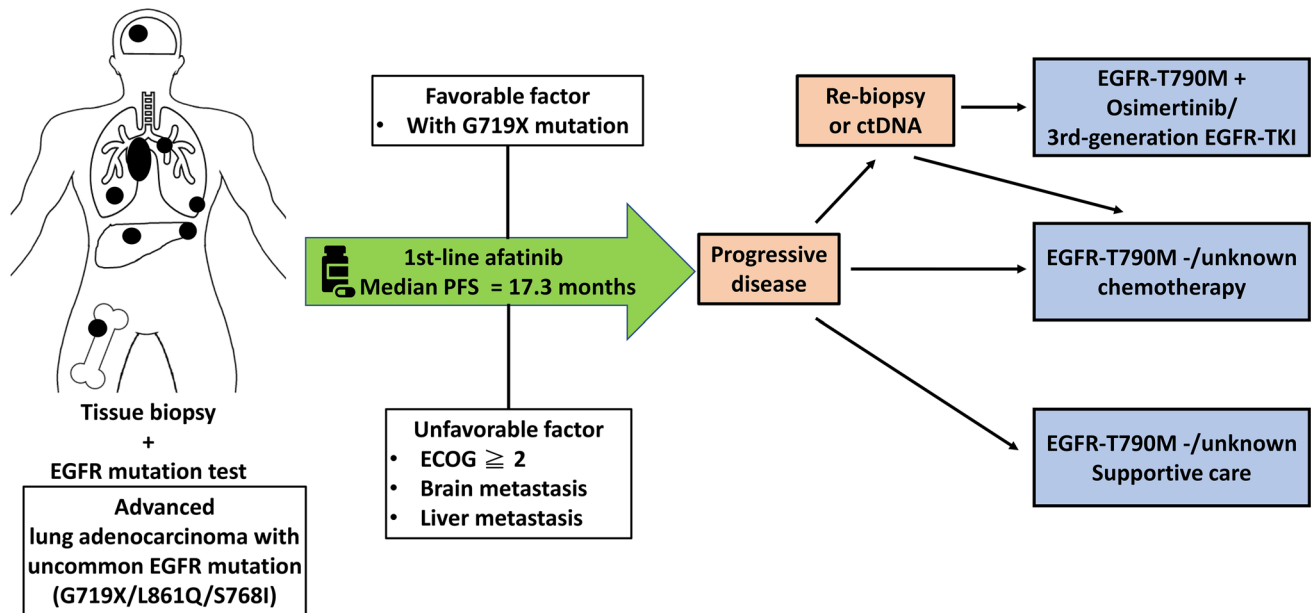 Tissue biopsy
+
EGFR mutation test
Advanced
lung adenocarcinoma with
uncommon EGFR mutation
(G719X/L861Q/S768I)
Favorable factor
• With G719X mutation
1st-line afatinib
Median PFS = 17.3 months
Unfavorable factor
• ECOG ≧ 2
• Brain metastasis
• Liver metastasis
Progressive
disease
Re-biopsy
or ctDNA
EGFR-T790M +
Osimertinib/
3rd-generation EGFR-TKI
EGFR-T790M -/unknown
chemotherapy
EGFR-T790M -/unknown
Supportive care